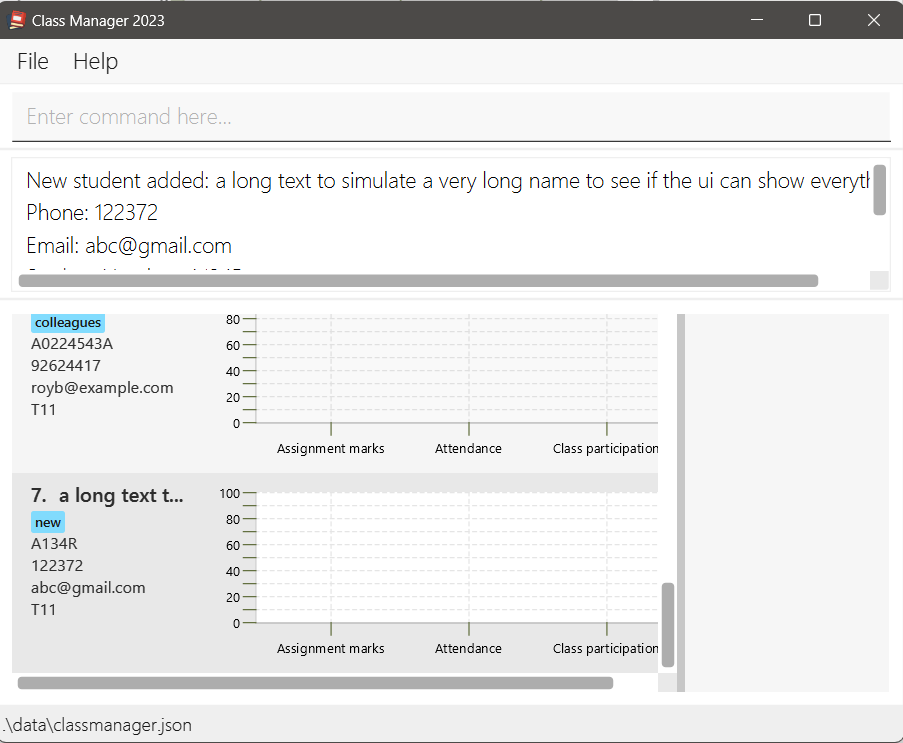 Class Manager 2023
File Help
Enter command here...
New student added: a long text to simulate a very long name to see if the ui can show everyth
Phone: 122372
Email: abc@gmail.com
colleagues
A0224543A
92624417
royb@example.com
T11
80
60
40
20
0
Assignment marks Attendance Class participation
7. a long text t...
new
A134R
122372
abc@gmail.com
T11
100
80
60
40
20
0
Assignment marks Attendance Class participation
.\data\classmanager.json